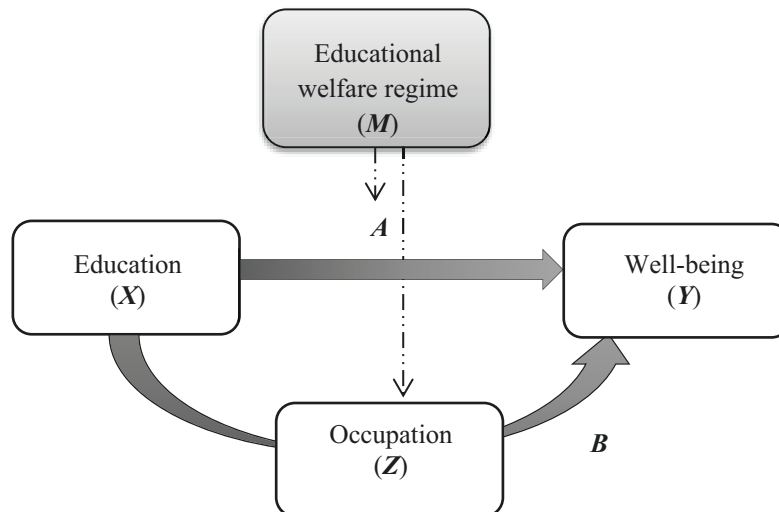 Educational
welfare regime
(M)
A
Education
(X)
Well-being
(Y)
Occupation
(Z)
B